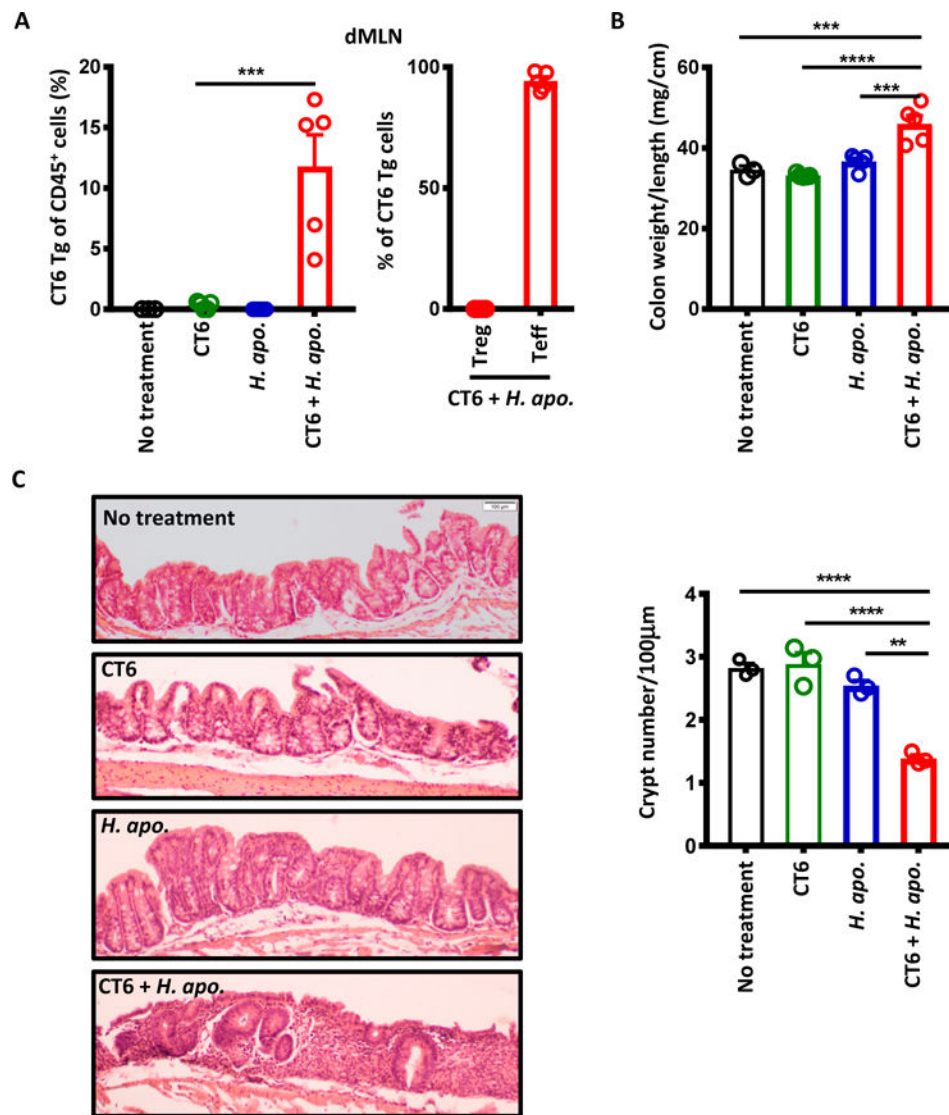 A
dMLN
CT6 Tg of CD45⁺ cells (%)
20
15
10
5
0
***
No treatment
CT6
H. apo.
CT6 + H. apo.
% of CT6 Tg cells
100
50
0
Treg
Teff
CT6 + H. apo.
B
Colon weight/length (mg/cm)
60
40
20
0
***
****
***
No treatment
CT6
H. apo.
CT6 + H. apo.
C
No treatment
100 μm
CT6
H. apo.
CT6 + H. apo.
Crypt number/100μm
4
3
2
1
0
****
****
**
No treatment
CT6
H. apo.
CT6 + H. apo.